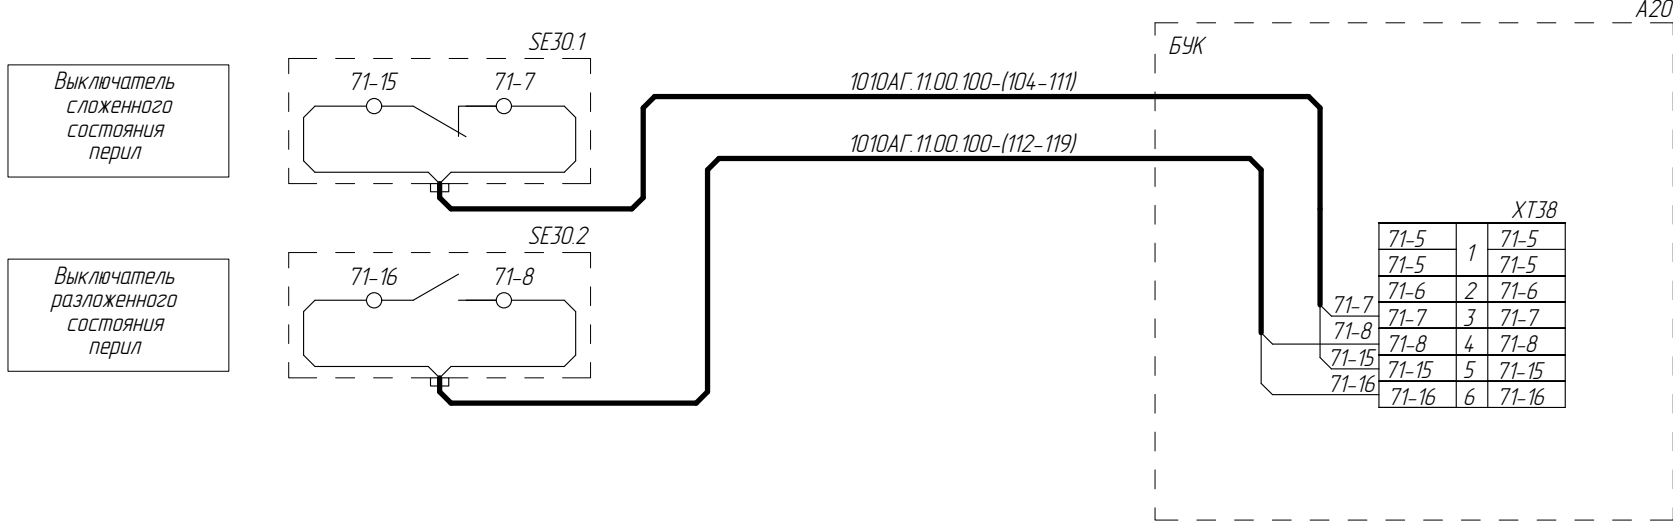 А20
БУК
SE30.1
Выключатель
сложенного
состояния
перил
71-15
71-7
1010АГ.11.00.100-(104-111)
1010АГ.11.00.100-(112-119)
SE30.2
Выключатель
разложенного
состояния
перил
71-16
71-8
XT38
71-5
1
71-5
71-5
71-5
71-6
2
71-6
71-7
71-7
3
71-7
71-8
71-8
4
71-8
71-15
71-15
5
71-15
71-16
71-16
6
71-16